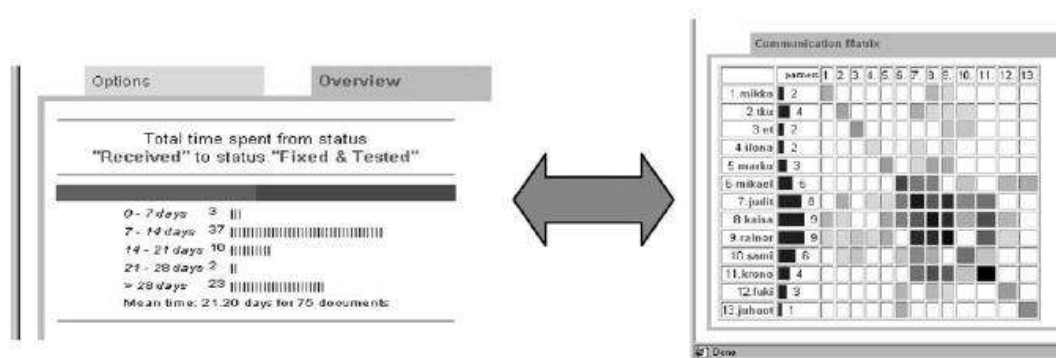 Options
Overview
Total time spent from status
"Received" to status "Fixed & Tested"
0 - 7 days 3
7 - 14 days 37
14 - 21 days 10
21 - 28 days 2
> 28 days 23
Mean time: 21.20 days for 75 documents
Communication Matrix
partners 1. 2. 3. 4. 5. 6. 7. 8. 9. 10. 11. 12. 13.
1.mikko 2
2.tku 4
3.et 2
4.ilona 2
5.marko 3
6.mikael 6
7.judit 8
8.kaisa 9
9.rainor 9
10.sami 6
11.krono 4
12.fuki 3
13.juhoot 1
Done